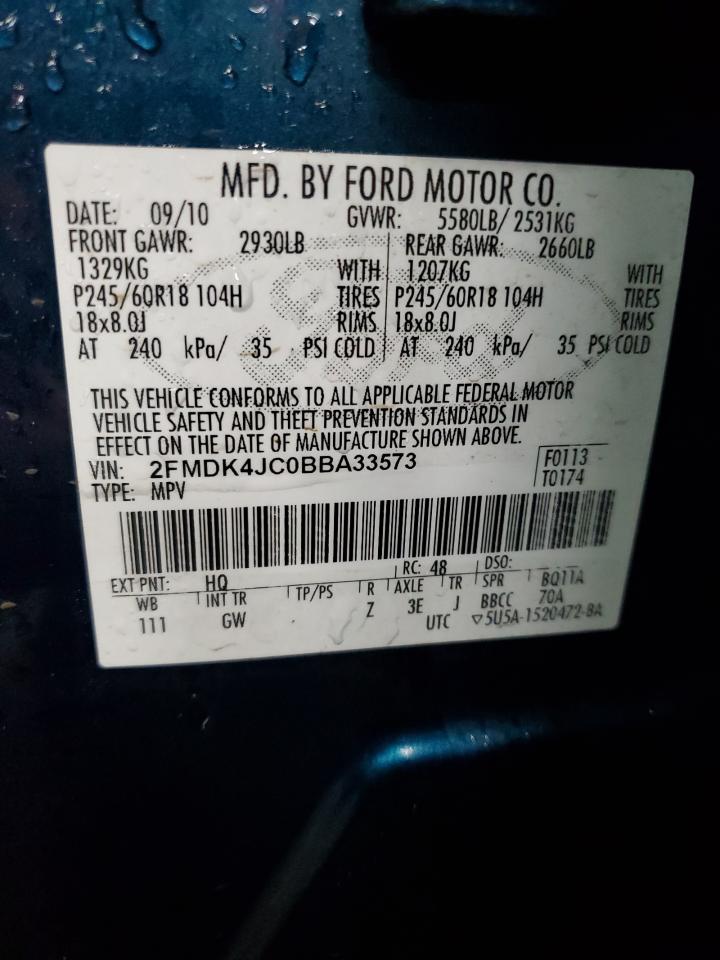 MFD. BY FORD MOTOR CO.
DATE: 09/10 GVWR: 5580LB/ 2531KG
FRONT GAWR: 2930LB REAR GAWR: 2660LB
1329KG WITH 1207KG WITH
P245/60R18 104H TIRES P245/60R18 104H TIRES
18x8.0J RIMS 18x8.0J RIMS
AT 240 kPa/ 35 PSI COLD AT 240 kPa/ 35 PSI COLD
THIS VEHICLE CONFORMS TO ALL APPLICABLE FEDERAL MOTOR
VEHICLE SAFETY AND THEFT PREVENTION STANDARDS IN
EFFECT ON THE DATE OF MANUFACTURE SHOWN ABOVE.
VIN: 2FMDK4JC0BBA33573 F0113
TYPE: MPV T0174
EXT PNT: HQ RC: 48 DSO:
WB INT TR TP/PS R AXLE TR SPR BQ11A
111 GW Z 3E J BBCC 70A
UTC ▽5U5A-1520472-BA
Ford